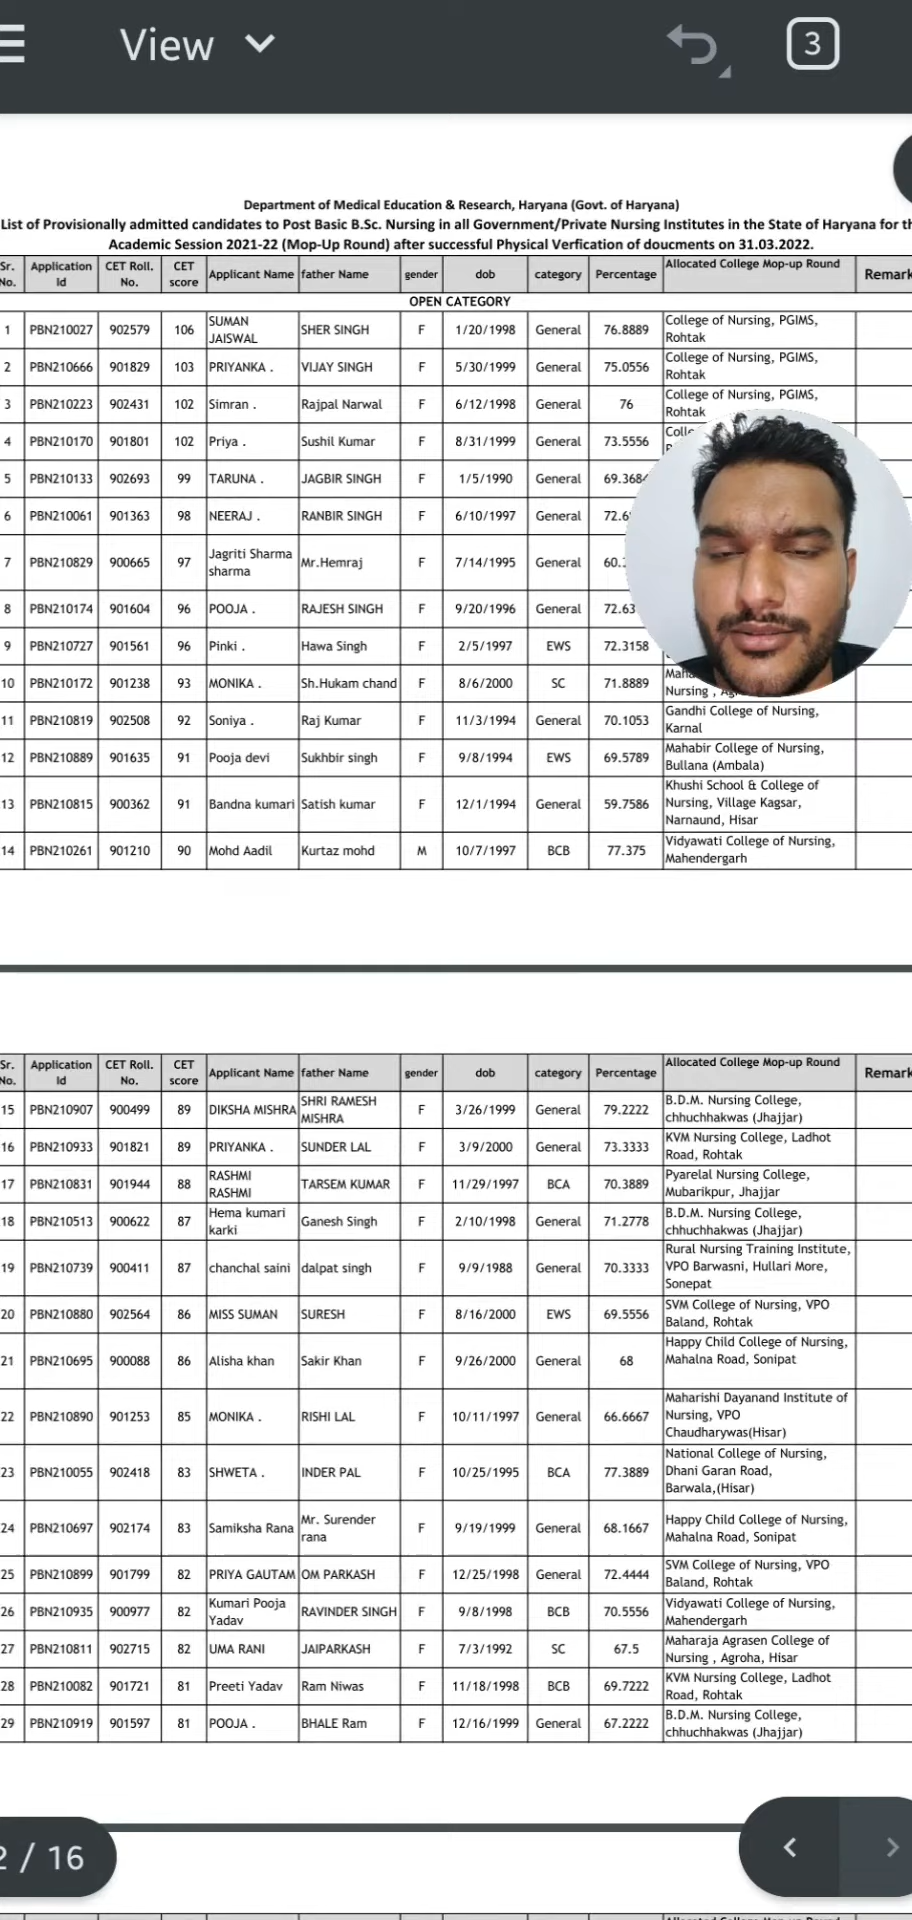 View
3
Department of Medical Education & Research, Haryana (Govt. of Haryana)
List of Provisionally admitted candidates to Post Basic B.Sc. Nursing in all Government/Private Nursing Institutes in the State of Haryana for
Academic Session 2021-22 (Mop-Up Round) after successful Physical Verfication of doucments on 31.03.2022.
Sr. No. Application Id CET Roll. No. CET score Applicant Name father Name gender dob category Percentage Allocated College Mop-up Round Remark
OPEN CATEGORY
1 PBN210027 902579 106 SUMAN JAISWAL SHER SINGH F 1/20/1998 General 76.8889 College of Nursing, PGIMS, Rohtak
2 PBN210666 901829 103 PRIYANKA . VIJAY SINGH F 5/30/1999 General 75.0556 College of Nursing, PGIMS, Rohtak
3 PBN210223 902431 102 Simran . Rajpal Narwal F 6/12/1998 General 76 College of Nursing, PGIMS, Rohtak
4 PBN210170 901801 102 Priya . Sushil Kumar F 8/31/1999 General 73.5556
5 PBN210133 902693 99 TARUNA . JAGBIR SINGH F 1/5/1990 General 69.368
6 PBN210061 901363 98 NEERAJ . RANBIR SINGH F 6/10/1997 General 72.6
7 PBN210829 900665 97 Jagriti Sharma sharma Mr.Hemraj F 7/14/1995 General 60.
8 PBN210174 901604 96 POOJA . RAJESH SINGH F 9/20/1996 General 72.63
9 PBN210727 901561 96 Pinki . Hawa Singh F 2/5/1997 EWS 72.3158
10 PBN210172 901238 93 MONIKA . Sh.Hukam chand F 8/6/2000 SC 71.8889 Nursing ,
11 PBN210819 902508 92 Soniya . Raj Kumar F 11/3/1994 General 70.1053 Gandhi College of Nursing, Karnal
12 PBN210889 901635 91 Pooja devi Sukhbir singh F 9/8/1994 EWS 69.5789 Mahabir College of Nursing, Bullana (Ambala)
13 PBN210815 900362 91 Bandna kumari Satish kumar F 12/1/1994 General 59.7586 Khushi School & College of Nursing, Village Kagsar, Narnaund, Hisar
14 PBN210261 901210 90 Mohd Aadil Kurtaz mohd M 10/7/1997 BCB 77.375 Vidyawati College of Nursing, Mahendergarh
Sr. No. Application Id CET Roll. No. CET score Applicant Name father Name gender dob category Percentage Allocated College Mop-up Round Remark
15 PBN210907 900499 89 DIKSHA MISHRA SHRI RAMESH MISHRA F 3/26/1999 General 79.2222 B.D.M. Nursing College, chhuchhakwas (Jhajjar)
16 PBN210933 901821 89 PRIYANKA . SUNDER LAL F 3/9/2000 General 73.3333 KVM Nursing College, Ladhot Road, Rohtak
17 PBN210831 901944 88 RASHMI RASHMI TARSEM KUMAR F 11/29/1997 BCA 70.3889 Pyarelal Nursing College, Mubarikpur, Jhajjar
18 PBN210513 900622 87 Hema kumari karki Ganesh Singh F 2/10/1998 General 71.2778 B.D.M. Nursing College, chhuchhakwas (Jhajjar)
19 PBN210739 900411 87 chanchal saini dalpat singh F 9/9/1988 General 70.3333 Rural Nursing Training Institute, VPO Barwasni, Hullari More, Sonepat
20 PBN210880 902564 86 MISS SUMAN SURESH F 8/16/2000 EWS 69.5556 SVM College of Nursing, VPO Baland, Rohtak
21 PBN210695 900088 86 Alisha khan Sakir Khan F 9/26/2000 General 68 Happy Child College of Nursing, Mahalna Road, Sonipat
22 PBN210890 901253 85 MONIKA . RISHI LAL F 10/11/1997 General 66.6667 Maharishi Dayanand Institute of Nursing, VPO Chaudharywas(Hisar)
23 PBN210055 902418 83 SHWETA . INDER PAL F 10/25/1995 BCA 77.3889 National College of Nursing, Dhani Garan Road, Barwala,(Hisar)
24 PBN210697 902174 83 Samiksha Rana Mr. Surender rana F 9/19/1999 General 68.1667 Happy Child College of Nursing, Mahalna Road, Sonipat
25 PBN210899 901799 82 PRIYA GAUTAM OM PARKASH F 12/25/1998 General 72.4444 SVM College of Nursing, VPO Baland, Rohtak
26 PBN210935 900977 82 Kumari Pooja Yadav RAVINDER SINGH F 9/8/1998 BCB 70.5556 Vidyawati College of Nursing, Mahendergarh
27 PBN210811 902715 82 UMA RANI JAIPARKASH F 7/3/1992 SC 67.5 Maharaja Agrasen College of Nursing , Agroha, Hisar
28 PBN210082 901721 81 Preeti Yadav Ram Niwas F 11/18/1998 BCB 69.7222 KVM Nursing College, Ladhot Road, Rohtak
29 PBN210919 901597 81 POOJA . BHALE Ram F 12/16/1999 General 67.2222 B.D.M. Nursing College, chhuchhakwas (Jhajjar)
2 / 16